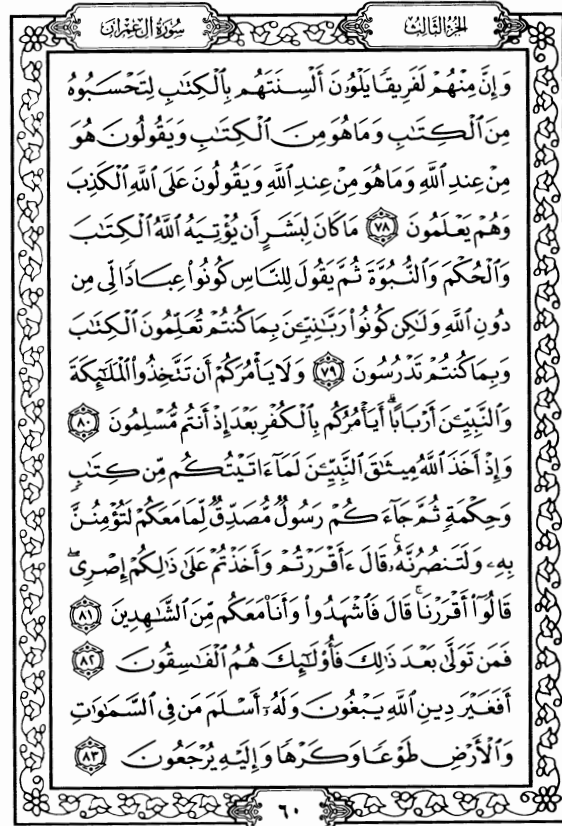 الجزء الثالث
سورة آل عمران
وَإِنَّ مِنْهُمْ لَفَرِيقًا يَلْوُۥنَ أَلْسِنَتَهُم بِٱلْكِتَٰبِ لِتَحْسَبُوهُ
مِنَ ٱلْكِتَٰبِ وَمَا هُوَ مِنَ ٱلْكِتَٰبِ وَيَقُولُونَ هُوَ
مِنْ عِندِ ٱللَّهِ وَمَا هُوَ مِنْ عِندِ ٱللَّهِ وَيَقُولُونَ عَلَى ٱللَّهِ ٱلْكَذِبَ
وَهُمْ يَعْلَمُونَ ٧٨ مَا كَانَ لِبَشَرٍ أَن يُؤْتِيَهُ ٱللَّهُ ٱلْكِتَٰبَ
وَٱلْحُكْمَ وَٱلنُّبُوَّةَ ثُمَّ يَقُولَ لِلنَّاسِ كُونُوا۟ عِبَادًا لِّى مِن
دُونِ ٱللَّهِ وَلَٰكِن كُونُوا۟ رَبَّٰنِيِّۦنَ بِمَا كُنتُمْ تُعَلِّمُونَ ٱلْكِتَٰبَ
وَبِمَا كُنتُمْ تَدْرُسُونَ ٧٩ وَلَا يَأْمُرَكُمْ أَن تَتَّخِذُوا۟ ٱلْمَلَٰٓئِكَةَ
وَٱلنَّبِيِّۦنَ أَرْبَابًا ۗ أَيَأْمُرُكُم بِٱلْكُفْرِ بَعْدَ إِذْ أَنتُم مُّسْلِمُونَ ٨٠
وَإِذْ أَخَذَ ٱللَّهُ مِيثَٰقَ ٱلنَّبِيِّۦنَ لَمَآ ءَاتَيْتُكُم مِّن كِتَٰبٍ
وَحِكْمَةٍ ثُمَّ جَآءَكُمْ رَسُولٌ مُّصَدِّقٌ لِّمَا مَعَكُمْ لَتُؤْمِنُنَّ
بِهِۦ وَلَتَنصُرُنَّهُۥ ۚ قَالَ ءَأَقْرَرْتُمْ وَأَخَذْتُمْ عَلَىٰ ذَٰلِكُمْ إِصْرِى ۖ
قَالُوٓا۟ أَقْرَرْنَا ۚ قَالَ فَٱشْهَدُوا۟ وَأَنَا۠ مَعَكُم مِّنَ ٱلشَّٰهِدِينَ ٨١
فَمَن تَوَلَّىٰ بَعْدَ ذَٰلِكَ فَأُو۟لَٰٓئِكَ هُمُ ٱلْفَٰسِقُونَ ٨٢
أَفَغَيْرَ دِينِ ٱللَّهِ يَبْغُونَ وَلَهُۥٓ أَسْلَمَ مَن فِى ٱلسَّمَٰوَٰتِ
وَٱلْأَرْضِ طَوْعًا وَكَرْهًا وَإِلَيْهِ يُرْجَعُونَ ٨٣
٦٠